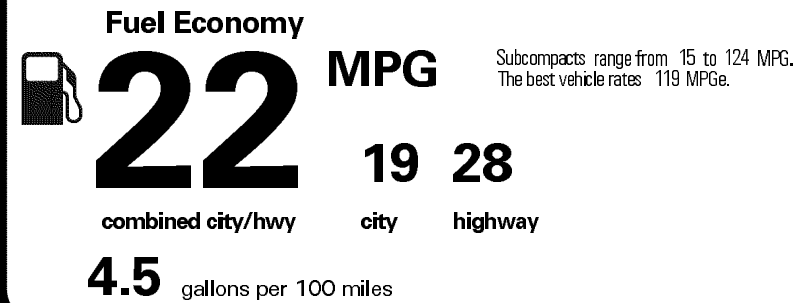 Fuel Economy
22 MPG
Subcompacts range from 15 to 124 MPG.
The best vehicle rates 119 MPGe.
19 28
combined city/hwy city highway
4.5 gallons per 100 miles